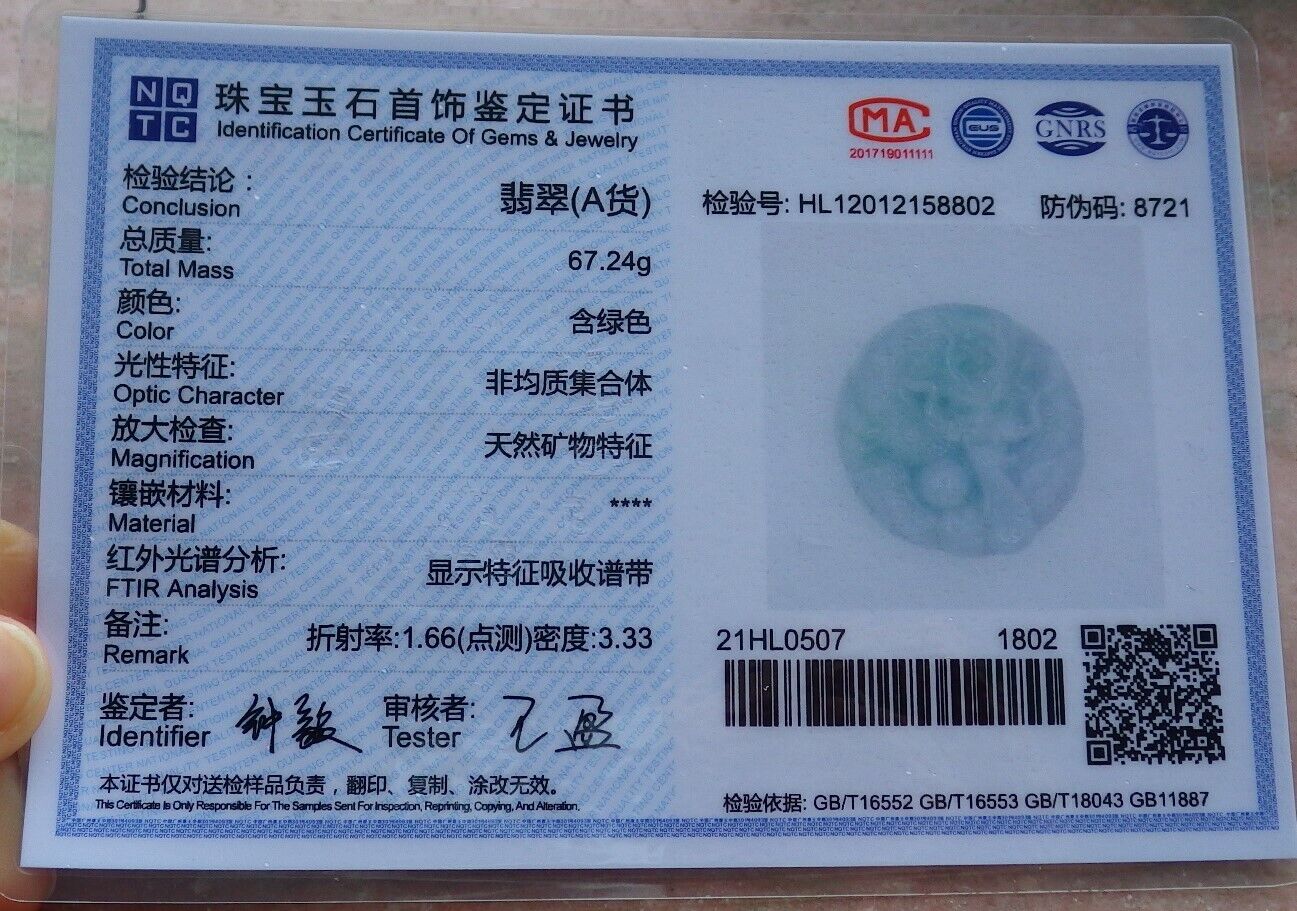 NQ
TC
珠宝玉石首饰鉴定证书
Identification Certificate Of Gems & Jewelry
检验结论：
Conclusion
翡翠(A货)
总质量:
Total Mass
67.24g
颜色:
Color
含绿色
光性特征:
Optic Character
非均质集合体
放大检查:
Magnification
天然矿物特征
镶嵌材料:
Material
****
红外光谱分析:
FTIR Analysis
显示特征吸收谱带
备注:
Remark
折射率:1.66(点测)密度:3.33
鉴定者:
Identifier
审核者:
Tester
本证书仅对送检样品负责，翻印、复制、涂改无效。
This Certificate Is Only Responsible For The Samples Sent For Inspection, Reprinting, Copying, And Alteration.
MA
201719011111
GNRS
检验号: HL12012158802
防伪码: 8721
21HL0507
1802
检验依据: GB/T16552 GB/T16553 GB/T18043 GB11887